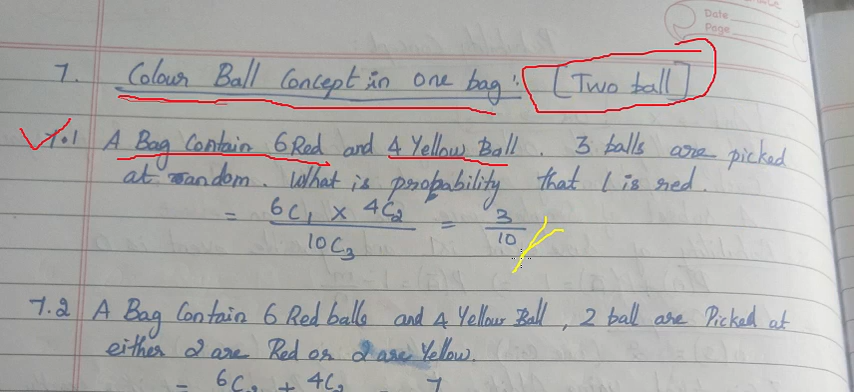 Date
Page
7. Colour Ball Concept in one bag: [Two ball]
7.1 A Bag Contain 6 Red and 4 Yellow Ball. 3 balls are picked
at random. What is probability that 1 is red.
= 6C1 × 4C2 / 10C3 = 3/10
7.2 A Bag Contain 6 Red balls and 4 Yellow Ball, 2 ball are Picked at
either 2 are Red or 2 are Yellow.
= 6C2 + 4C2 = 7